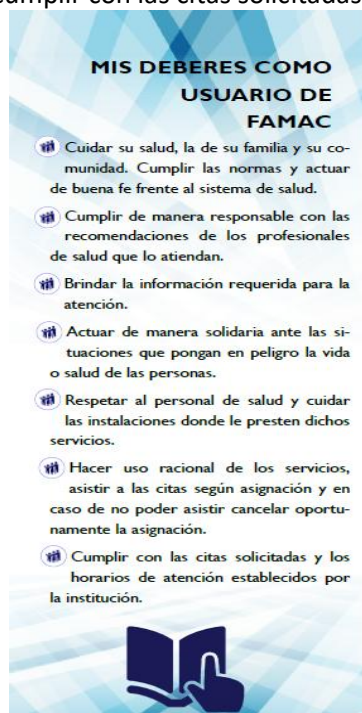 cumplir con las citas solicitadas
MIS DEBERES COMO
USUARIO DE
FAMAC
Cuidar su salud, la de su familia y su co-
munidad. Cumplir las normas y actuar
de buena fe frente al sistema de salud.
Cumplir de manera responsable con las
recomendaciones de los profesionales
de salud que lo atiendan.
Brindar la información requerida para la
atención.
Actuar de manera solidaria ante las si-
tuaciones que pongan en peligro la vida
o salud de las personas.
Respetar al personal de salud y cuidar
las instalaciones donde le presten dichos
servicios.
Hacer uso racional de los servicios,
asistir a las citas según asignación y en
caso de no poder asistir cancelar oportu-
namente la asignación.
Cumplir con las citas solicitadas y los
horarios de atención establecidos por
la institución.